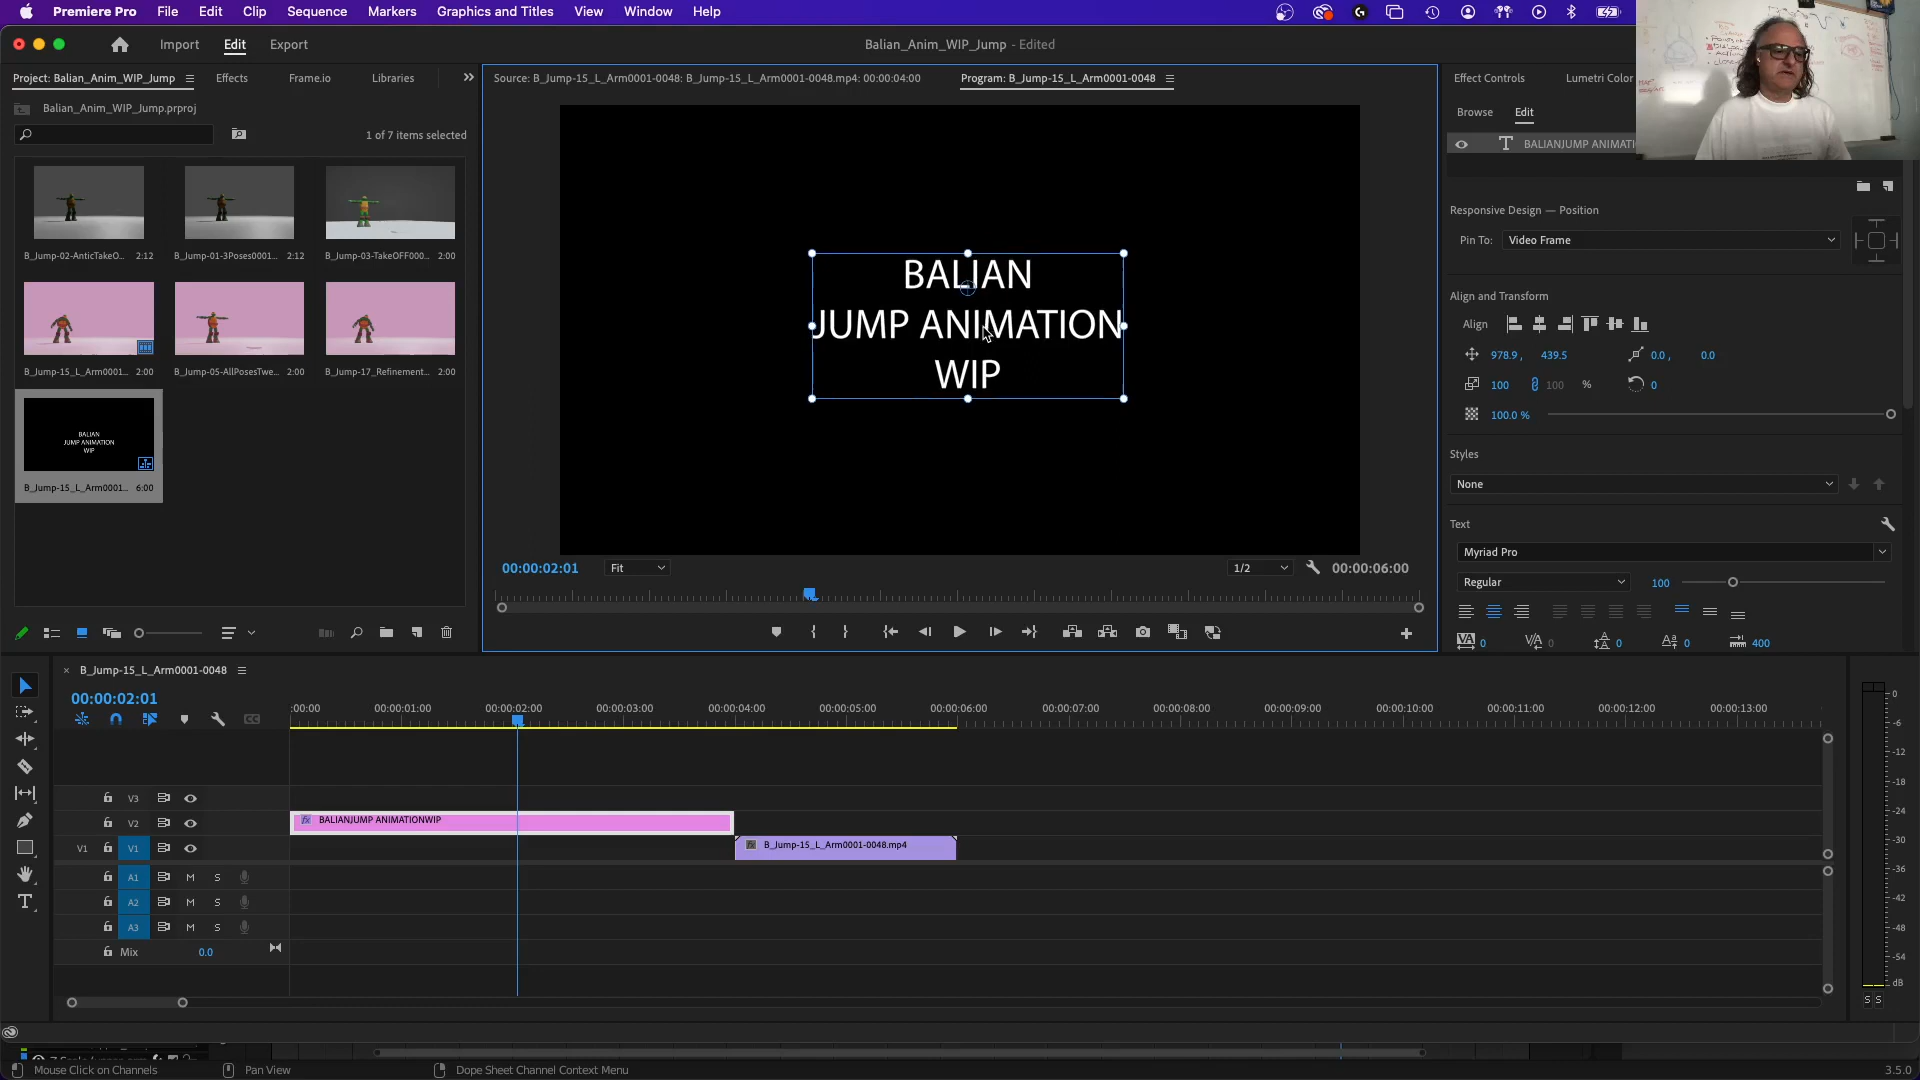 Premiere Pro File Edit Clip Sequence Markers Graphics and Titles View Window Help
Import Edit Export
Balian_Anim_WIP_Jump - Edited
Project: Balian_Anim_WIP_Jump Effects Frame.io Libraries
Balian_Anim_WIP_Jump.prproj
1 of 7 items selected
B_Jump-02-AnticTakeO... 2:12
B_Jump-01-3Poses0001... 2:12
B_Jump-03-TakeOFF000... 2:00
B_Jump-15_L_Arm0001... 2:00
B_Jump-05-AllPosesTwe... 2:00
B_Jump-17_Refinement... 2:00
BALIAN
JUMP ANIMATION
WIP
B_Jump-15_L_Arm0001... 6:00
Source: B_Jump-15_L_Arm0001-0048: B_Jump-15_L_Arm0001-0048.mp4: 00:00:04:00
Program: B_Jump-15_L_Arm0001-0048
BALIAN
JUMP ANIMATION
WIP
00:00:02:01 Fit 1/2 00:00:06:00
Effect Controls Lumetri Color
Browse Edit
BALIANJUMP ANIMATI
Responsive Design — Position
Pin To: Video Frame
Align and Transform
Align
978.9 , 439.5 0.0 , 0.0
100 100 % 0
100.0 %
Styles
None
Text
Myriad Pro
Regular 100
VA 0 VA 0 0 Aa 0 400
B_Jump-15_L_Arm0001-0048
00:00:02:01
:00:00 00:00:01:00 00:00:02:00 00:00:03:00 00:00:04:00 00:00:05:00 00:00:06:00 00:00:07:00 00:00:08:00 00:00:09:00 00:00:10:00 00:00:11:00 00:00:12:00 00:00:13:00
CC
V3
V2 fx BALIANJUMP ANIMATIONWIP
V1 V1 fx B_Jump-15_L_Arm0001-0048.mp4
A1 M S
A2 M S
A3 M S
Mix 0.0
0
-6
-12
-18
-24
-30
-36
-42
-48
-54
dB
S S
Mouse Click on Channels Pan View Dope Sheet Channel Context Menu 3.5.0